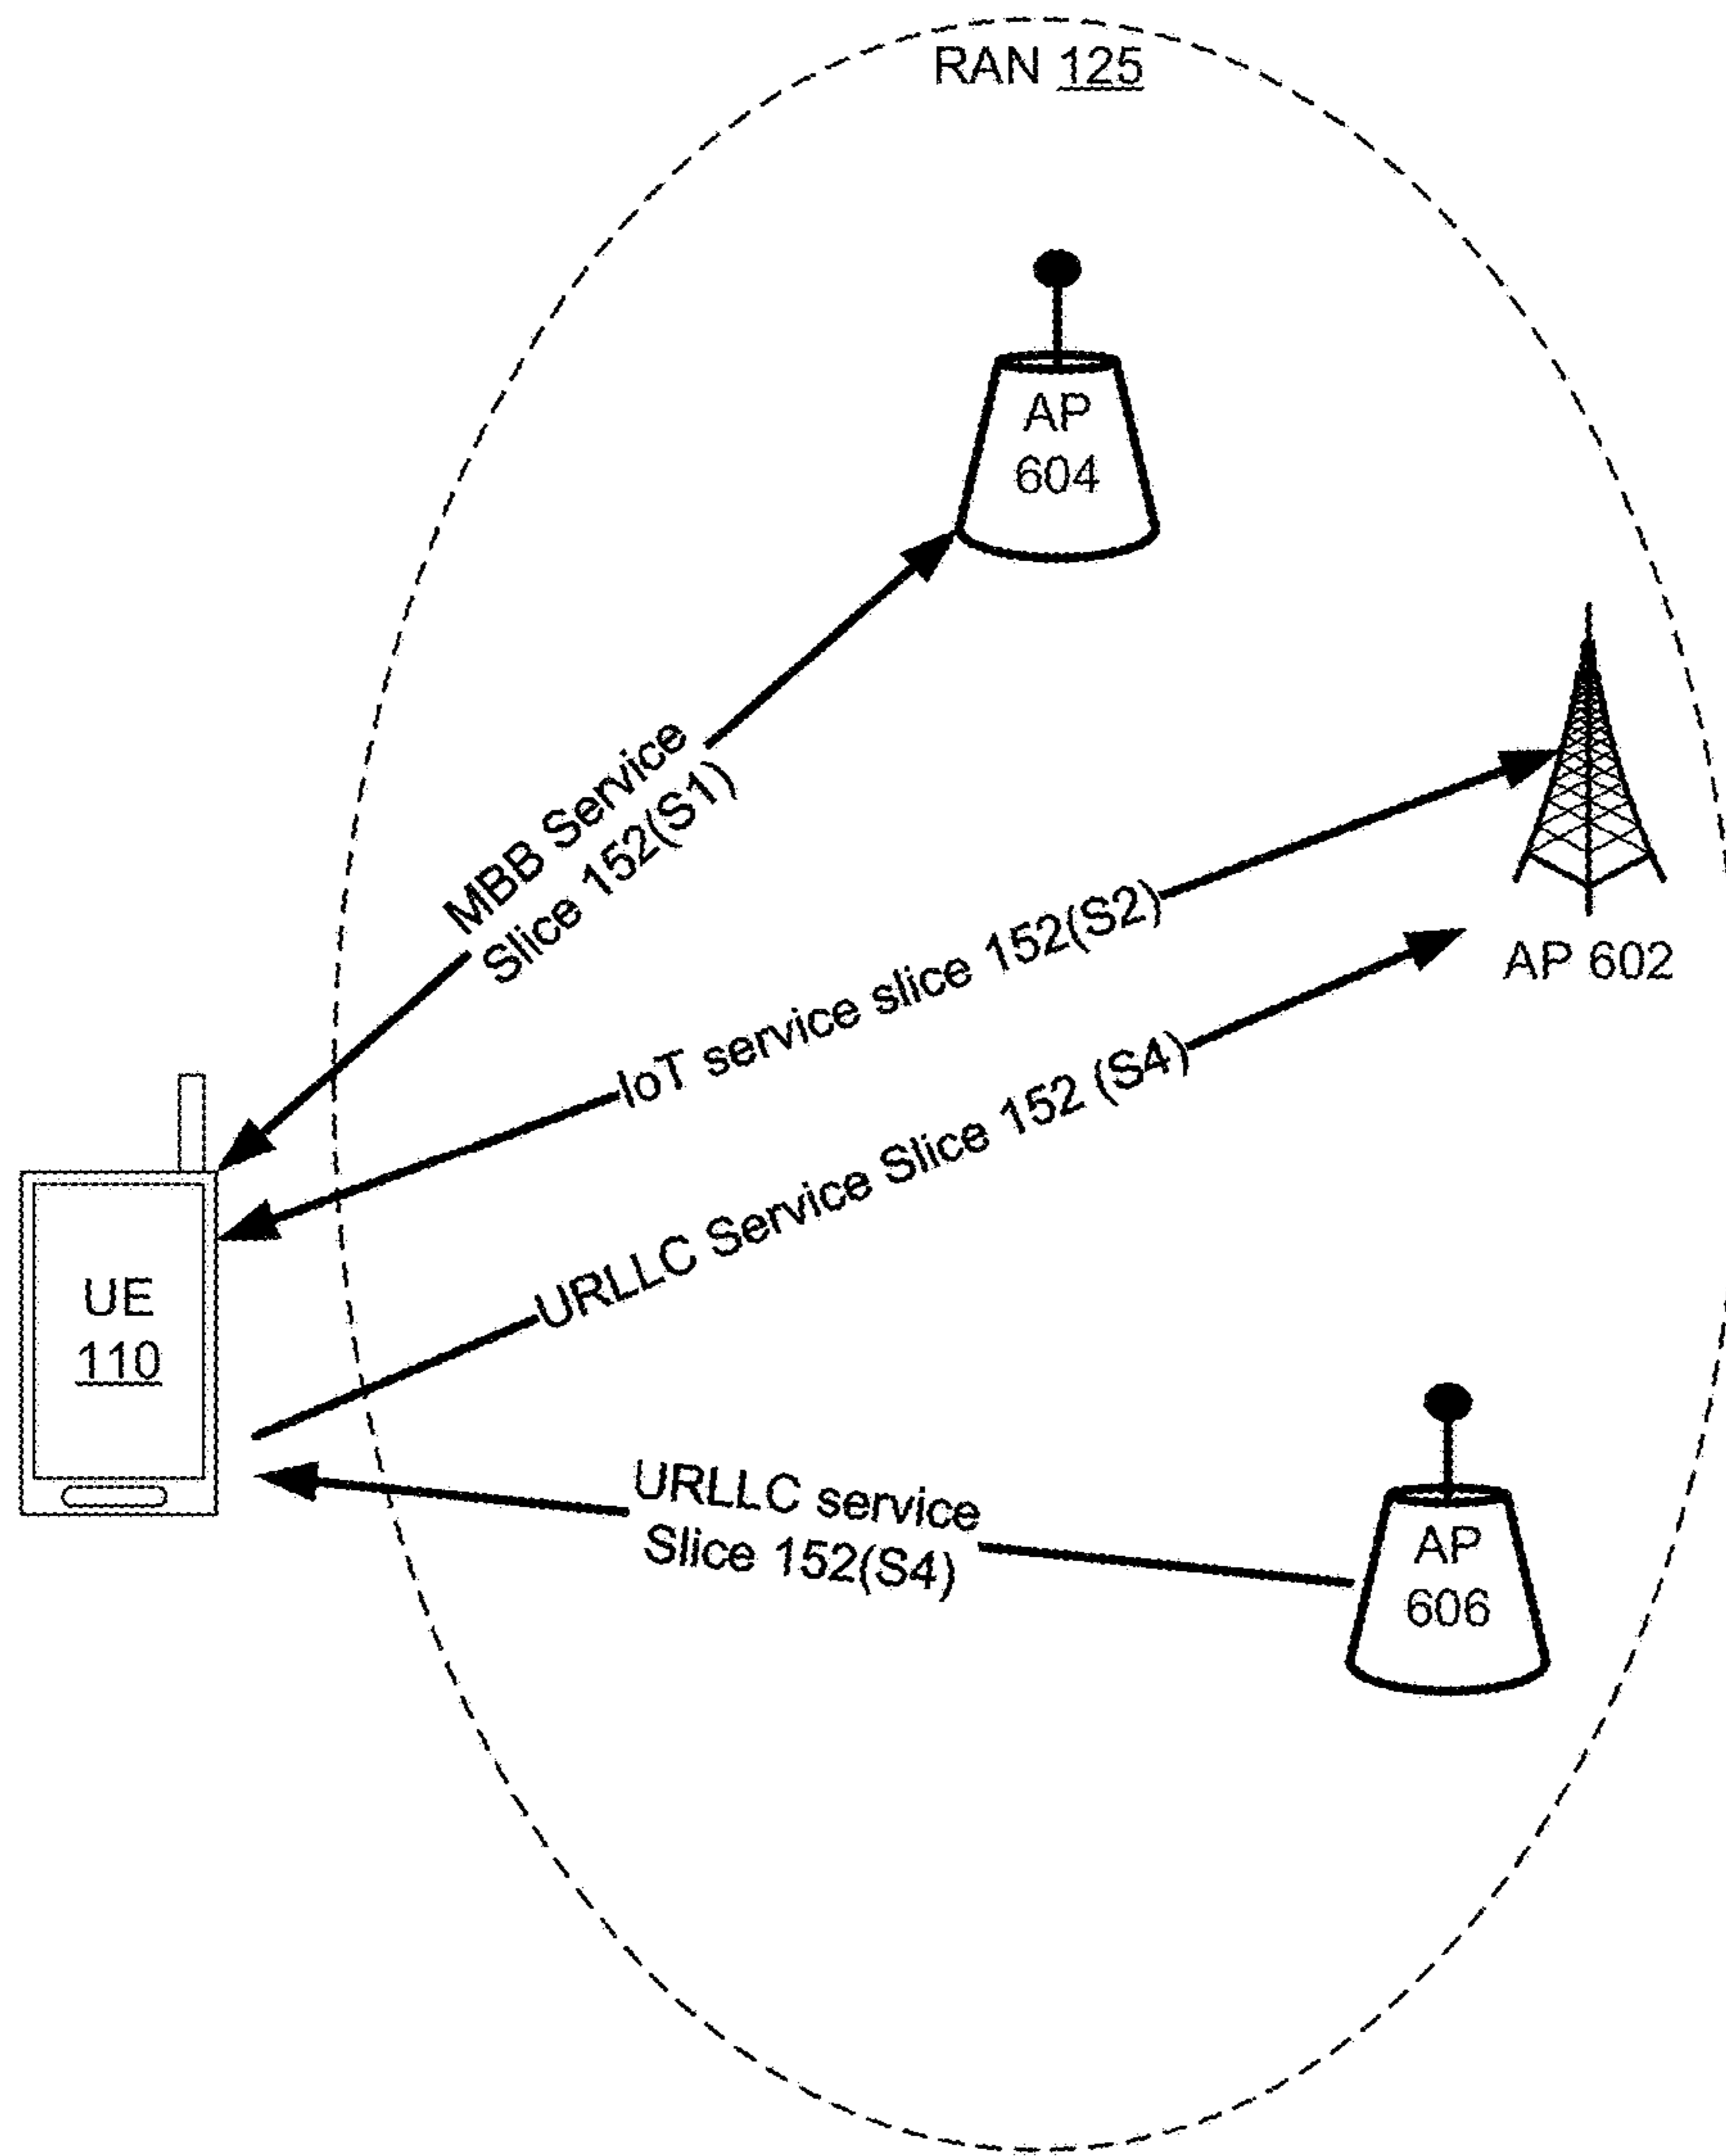 RAN 125
AP
604
MBB Service
Slice 152(S1)
IoT service slice 152(S2)
AP 602
URLLC Service Slice 152 (S4)
UE
110
URLLC service
Slice 152(S4)
AP
606